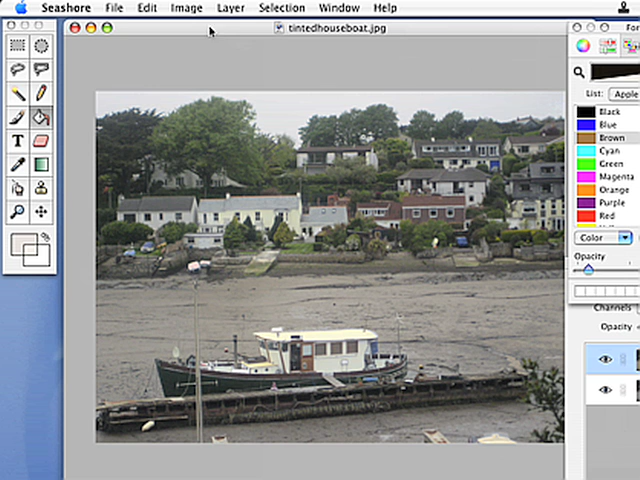 Seashore File Edit Image Layer Selection Window Help
tintedhouseboat.jpg
List: Apple
Black
Blue
Brown
Cyan
Green
Magenta
Orange
Purple
Red
Color
Opacity
Channels
Opacity
T